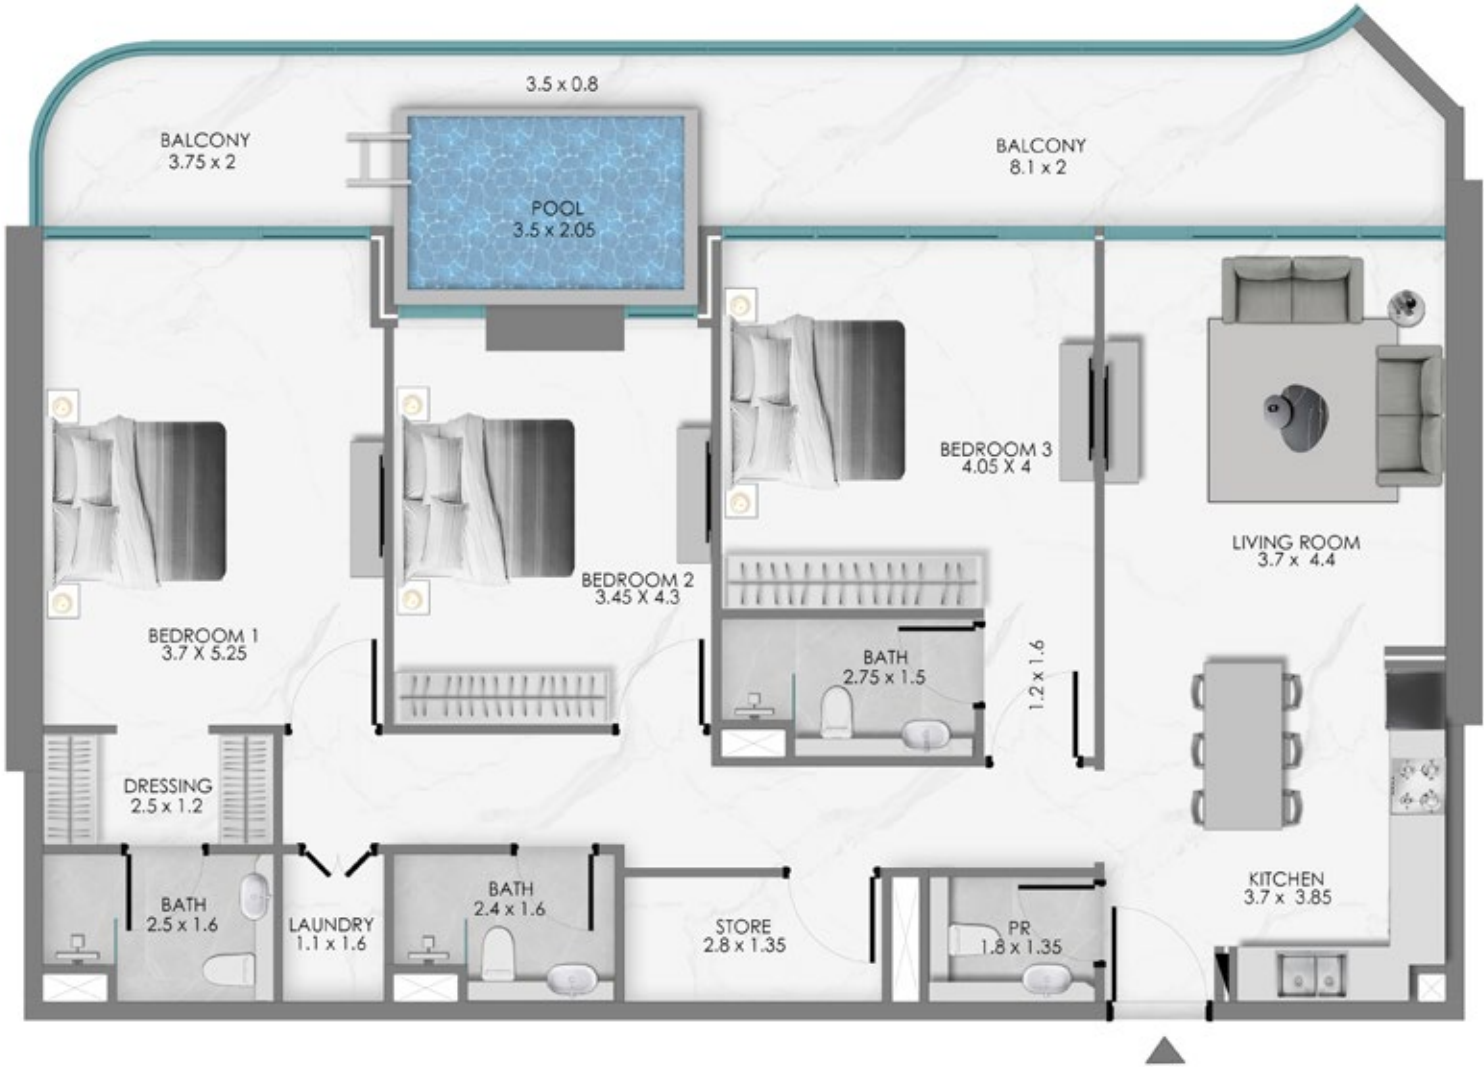 3.5 x 0.8
BALCONY
3.75 x 2
BALCONY
8.1 x 2
POOL
3.5 x 2.05
BEDROOM 3
4.05 X 4
LIVING ROOM
3.7 x 4.4
BEDROOM 2
3.45 X 4.3
BEDROOM 1
3.7 X 5.25
BATH
2.75 x 1.5
1.2 x 1.6
DRESSING
2.5 x 1.2
KITCHEN
3.7 x 3.85
BATH
2.5 x 1.6
LAUNDRY
1.1 x 1.6
BATH
2.4 x 1.6
STORE
2.8 x 1.35
PR
1.8 x 1.35